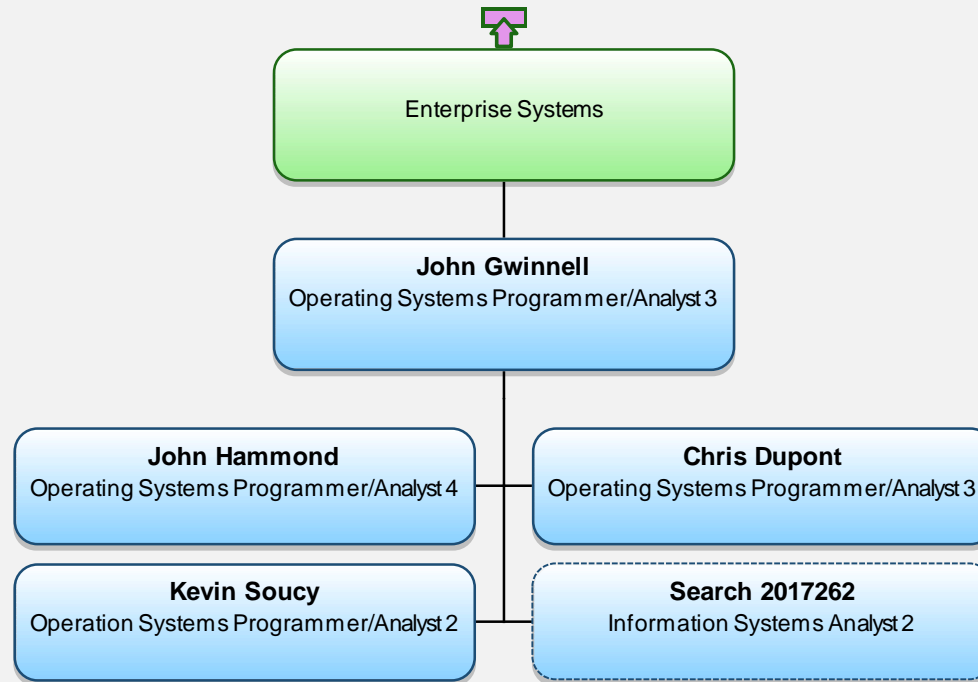 Enterprise Systems
John Gwinnell
Operating Systems Programmer/Analyst 3
John Hammond
Operating Systems Programmer/Analyst 4
Chris Dupont
Operating Systems Programmer/Analyst 3
Kevin Soucy
Operation Systems Programmer/Analyst 2
Search 2017262
Information Systems Analyst 2